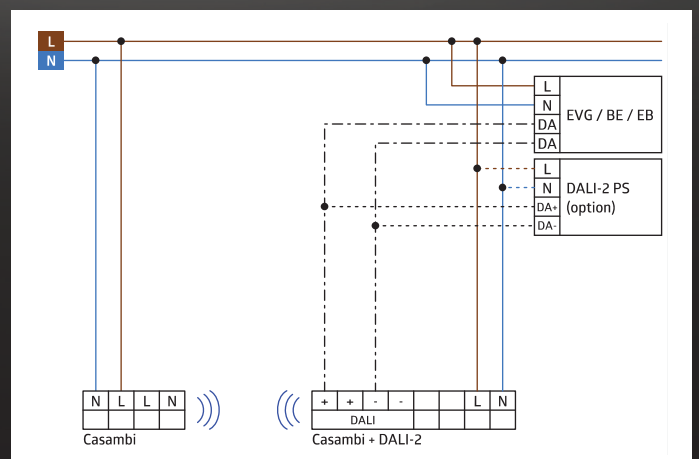 L
N
L
N
DA
DA
EVG / BE / EB
L
N
DA+
DA-
DALI-2 PS
(option)
N L L N
Casambi
+ + - - L N
DALI
Casambi + DALI-2